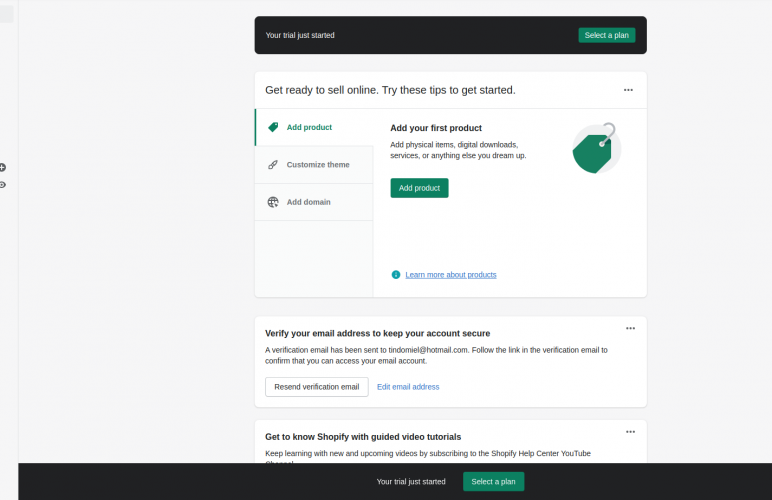 Your trial just started
Select a plan
Get ready to sell online. Try these tips to get started.
Add product
Customize theme
Add domain
Add your first product
Add physical items, digital downloads,
services, or anything else you dream up.
Add product
Learn more about products
Verify your email address to keep your account secure
A verification email has been sent to tindomiel@hotmail.com. Follow the link in the verification email to
confirm that you can access your email account.
Resend verification email
Edit email address
Get to know Shopify with guided video tutorials
Keep learning with new and upcoming videos by subscribing to the Shopify Help Center YouTube
Your trial just started
Select a plan